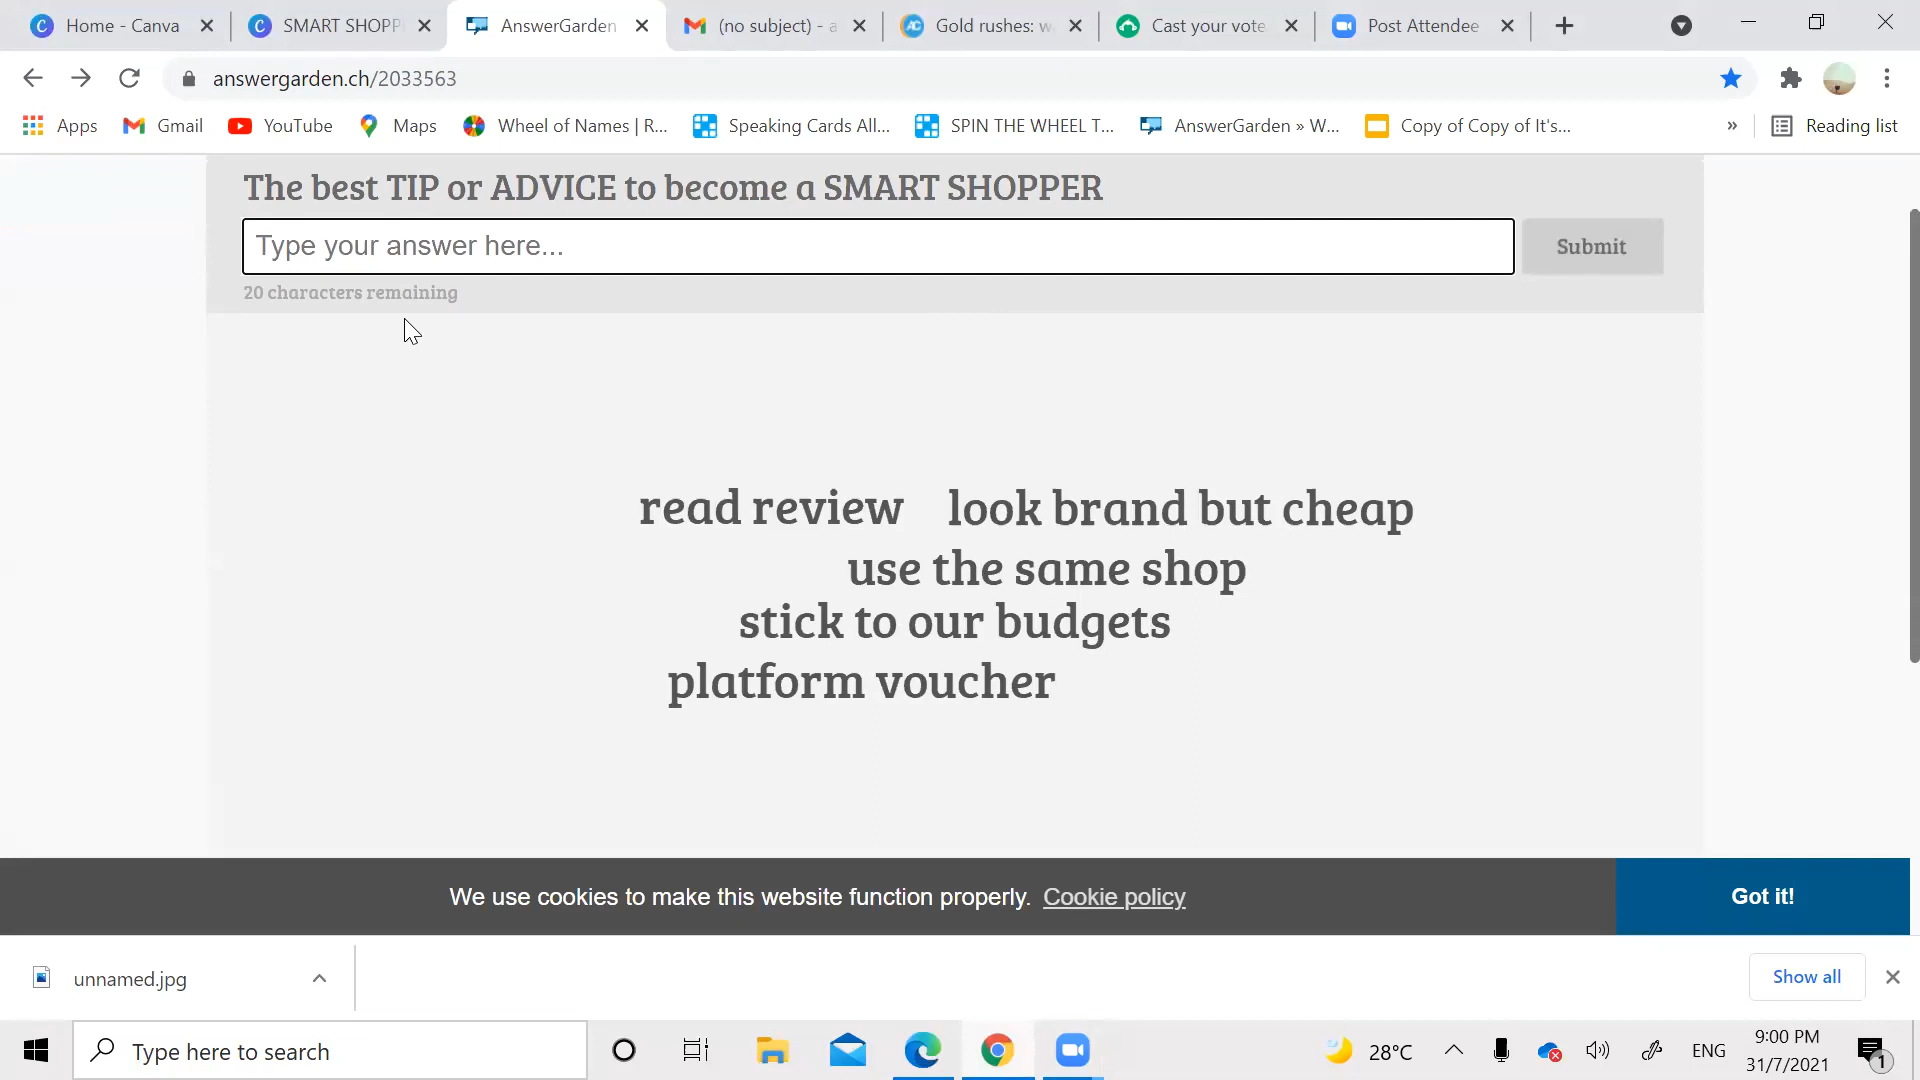 Home - Canva
SMART SHOPP
AnswerGarden
(no subject) - a
Gold rushes: w
Cast your vote
Post Attendee
answergarden.ch/2033563
Apps
Gmail
YouTube
Maps
Wheel of Names | R...
Speaking Cards All...
SPIN THE WHEEL T...
AnswerGarden » W...
Copy of Copy of It's...
»
Reading list
The best TIP or ADVICE to become a SMART SHOPPER
Type your answer here...
Submit
20 characters remaining
read review
look brand but cheap
use the same shop
stick to our budgets
platform voucher
We use cookies to make this website function properly. Cookie policy
Got it!
unnamed.jpg
Show all
Type here to search
28°C
ENG
9:00 PM
31/7/2021
1